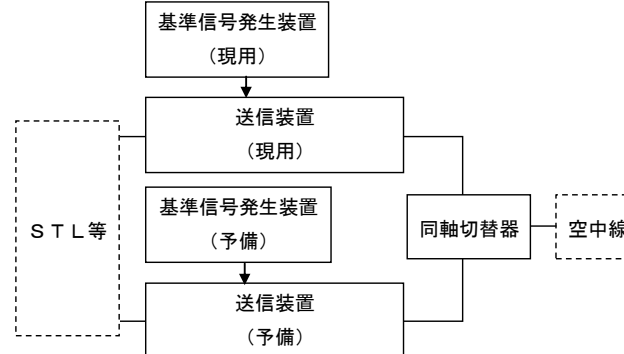 基準信号発生装置
（現用）
送信装置
（現用）
ＳＴＬ等
基準信号発生装置
（予備）
同軸切替器
空中線
送信装置
（予備）